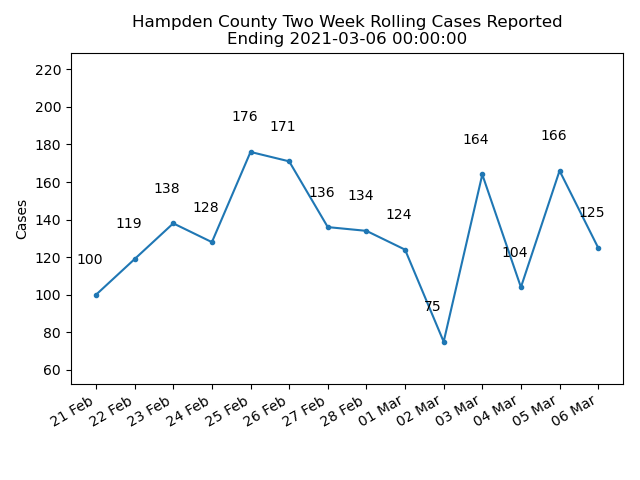 Hampden County Two Week Rolling Cases Reported
Ending 2021-03-06 00:00:00
220
200
180
160
140
120
100
80
60
Cases
100
119
138
128
176
171
136
134
124
75
164
104
166
125
21 Feb
22 Feb
23 Feb
24 Feb
25 Feb
26 Feb
27 Feb
28 Feb
01 Mar
02 Mar
03 Mar
04 Mar
05 Mar
06 Mar